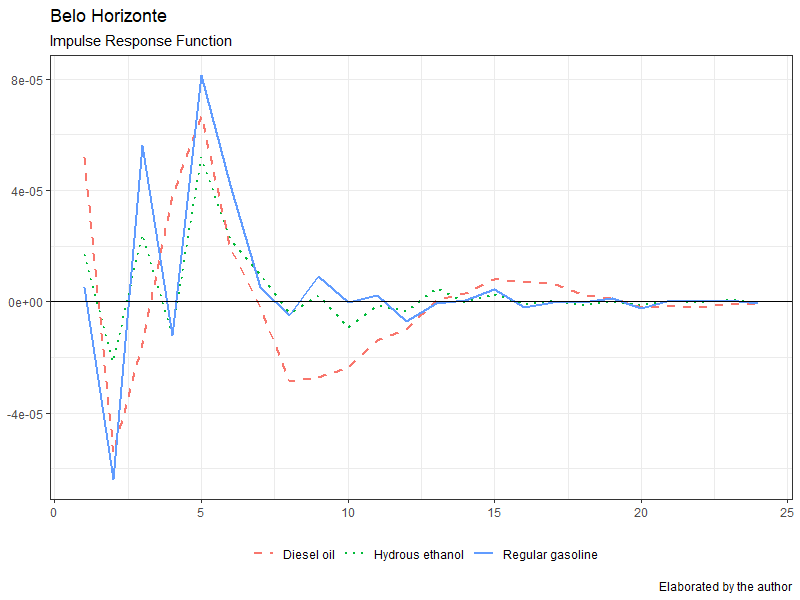 Belo Horizonte
Impulse Response Function
8e-05
4e-05
0e+00
-4e-05
0 5 10 15 20 25
Diesel oil Hydrous ethanol Regular gasoline
Elaborated by the author